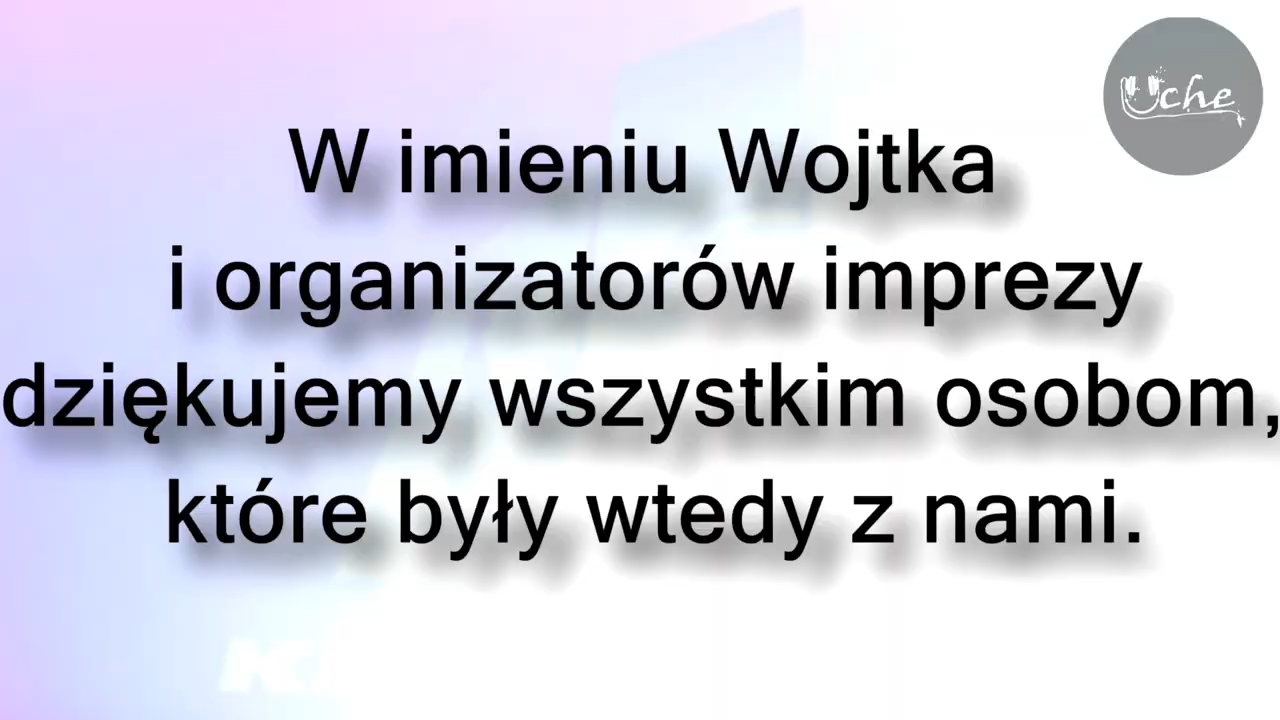 Uche
W imieniu Wojtka
i organizatorów imprezy
dziękujemy wszystkim osobom,
które były wtedy z nami.